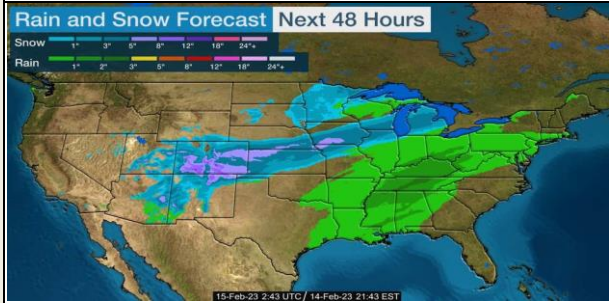 Rain and Snow Forecast Next 48 Hours
Snow
1" 3" 5" 8" 12" 18" 24"+
Rain
1" 2" 3" 5" 8" 12" 18" 24"+
15-Feb-23 2:43 UTC / 14-Feb-23 21:43 EST